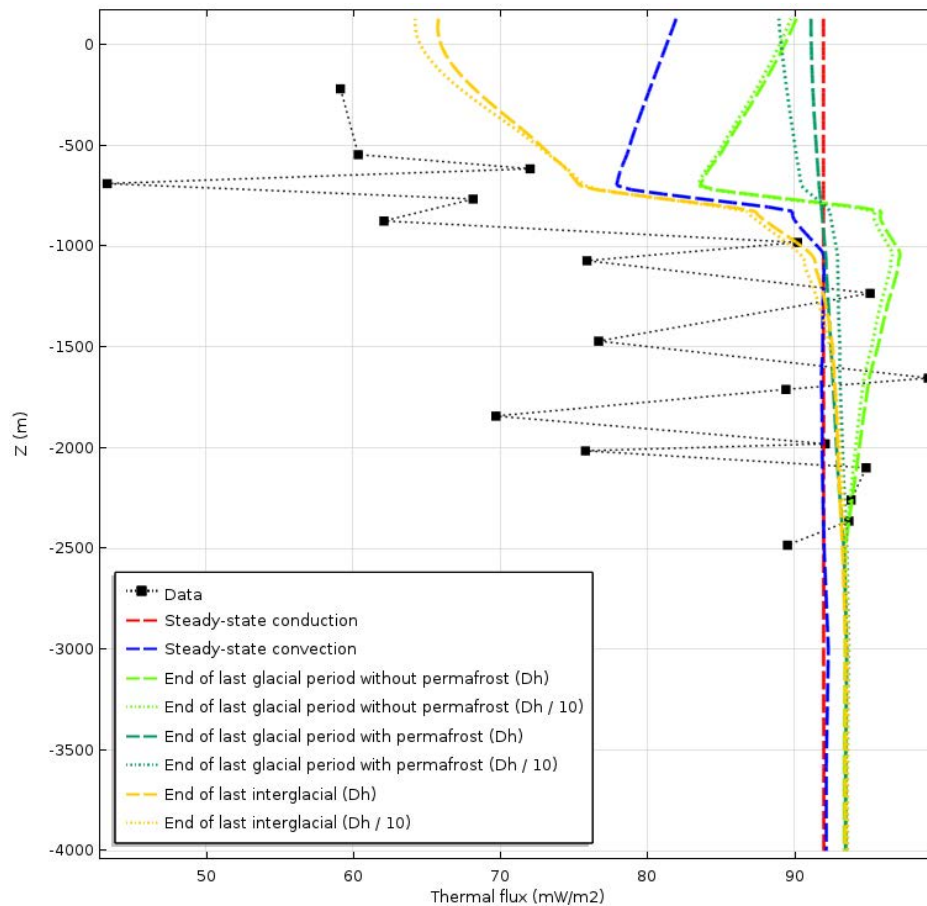 0
-500
-1000
-1500
-2000
-2500
-3000
-3500
-4000
Z (m)
Data
Steady-state conduction
Steady-state convection
End of last glacial period without permafrost (Dh)
End of last glacial period without permafrost (Dh / 10)
End of last glacial period with permafrost (Dh)
End of last glacial period with permafrost (Dh / 10)
End of last interglacial (Dh)
End of last interglacial (Dh / 10)
50 60 70 80 90
Thermal flux (mW/m2)